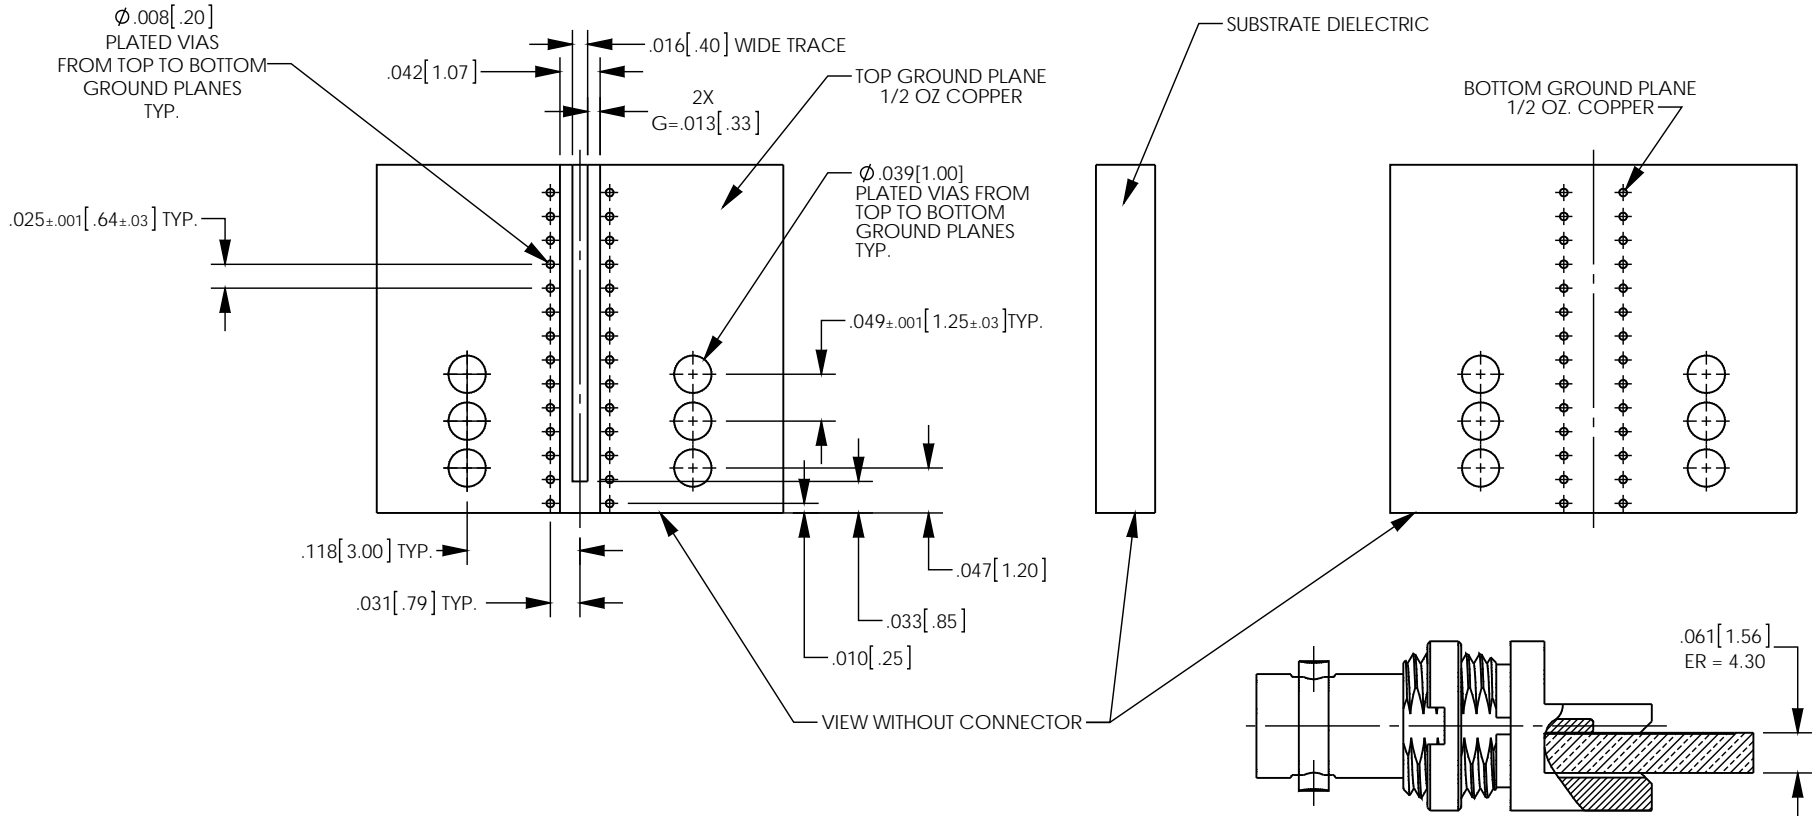 Ø.008[.20]
PLATED VIAS
FROM TOP TO BOTTOM
GROUND PLANES
TYP.
.016[.40] WIDE TRACE
.042[1.07]
2X
G=.013[.33]
TOP GROUND PLANE
1/2 OZ COPPER
SUBSTRATE DIELECTRIC
BOTTOM GROUND PLANE
1/2 OZ. COPPER
Ø.039[1.00]
PLATED VIAS FROM
TOP TO BOTTOM
GROUND PLANES
TYP.
.025±.001[.64±.03] TYP.
.049±.001[1.25±.03]TYP.
.118[3.00] TYP.
.031[.79] TYP.
.047[1.20]
.033[.85]
.010[.25]
VIEW WITHOUT CONNECTOR
.061[1.56]
ER = 4.30